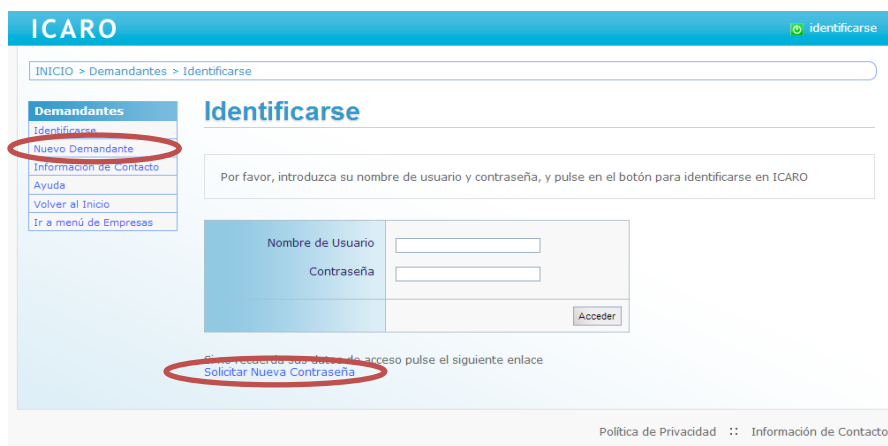 ICARO
identificarse
INICIO > Demandantes > Identificarse
Demandantes
Identificarse
Nuevo Demandante
Información de Contacto
Ayuda
Volver al Inicio
Ir a menú de Empresas
Identificarse
Por favor, introduzca su nombre de usuario y contraseña, y pulse en el botón para identificarse en ICARO
Nombre de Usuario
Contraseña
Acceder
Si no recuerda sus datos de acceso pulse el siguiente enlace
Solicitar Nueva Contraseña
Política de Privacidad :: Información de Contacto